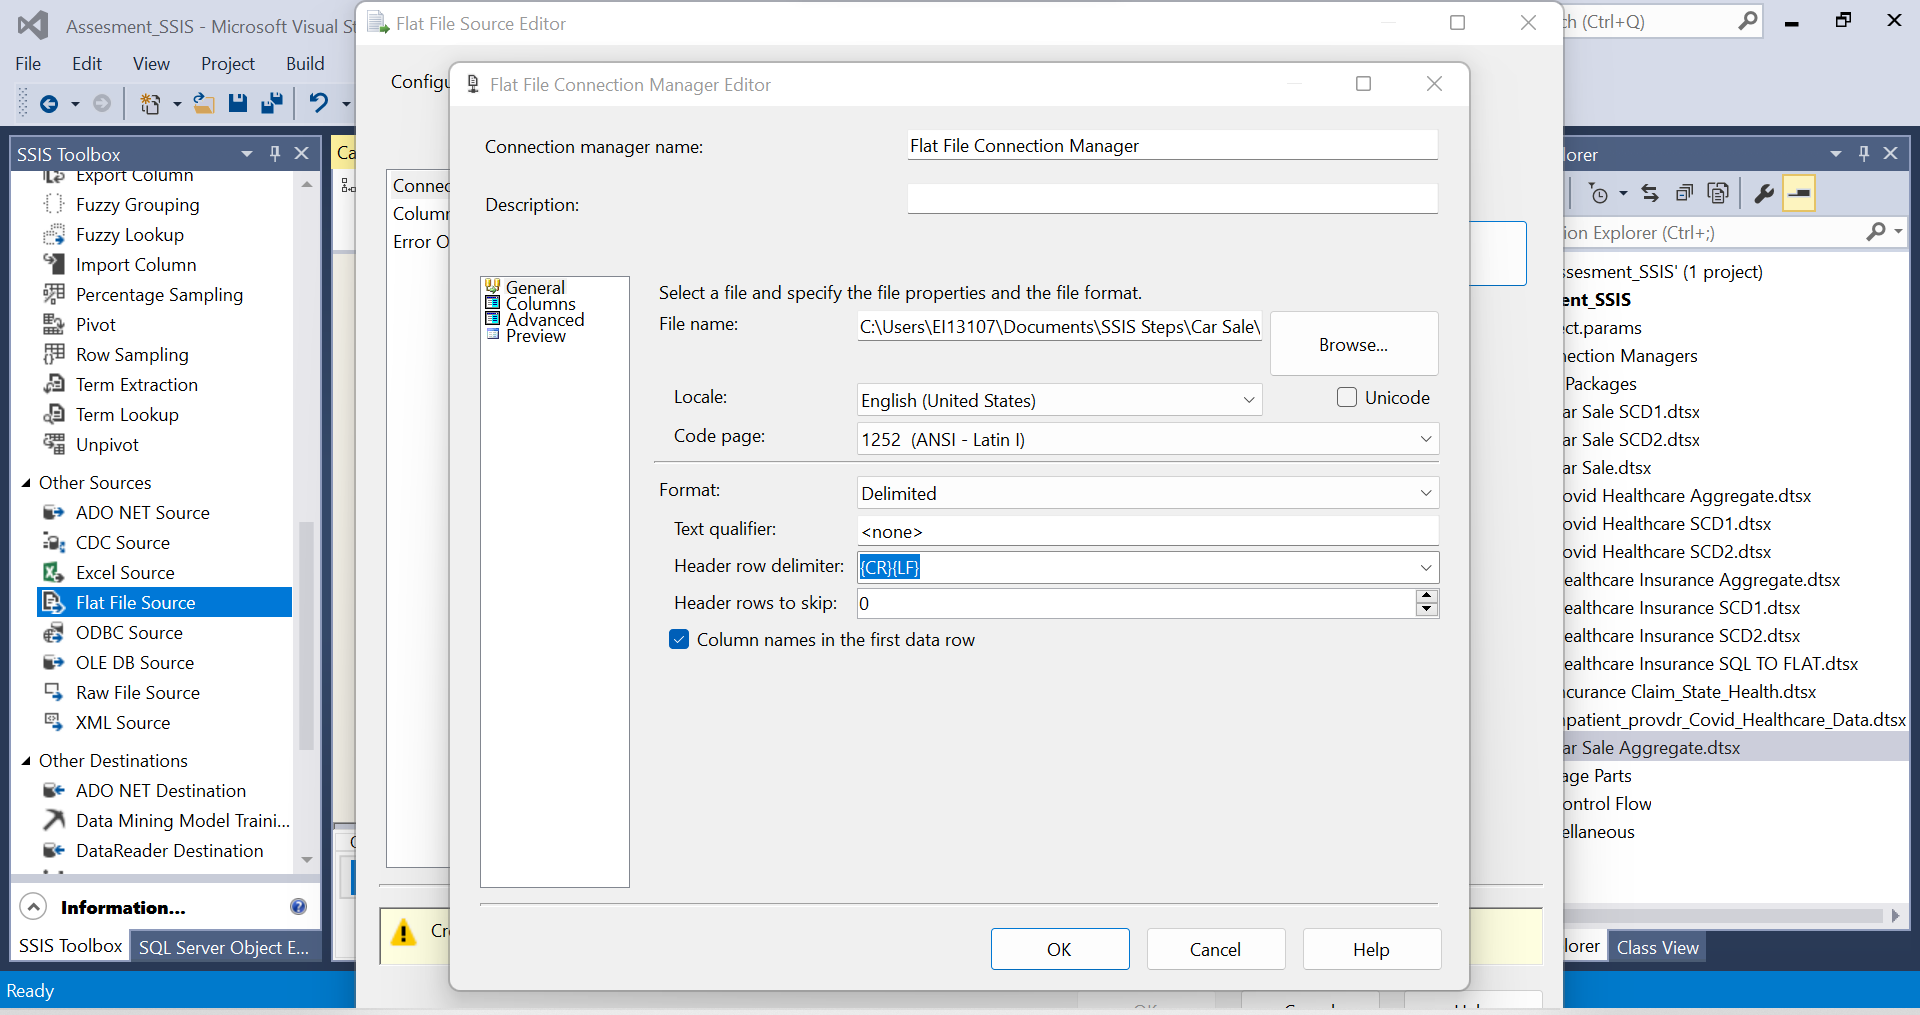 Assesment_SSIS - Microsoft Visual St
ch (Ctrl+Q)
File Edit View Project Build
SSIS Toolbox
Export Column
Fuzzy Grouping
Fuzzy Lookup
Import Column
Percentage Sampling
Pivot
Row Sampling
Term Extraction
Term Lookup
Unpivot
Other Sources
ADO NET Source
CDC Source
Excel Source
Flat File Source
ODBC Source
OLE DB Source
Raw File Source
XML Source
Other Destinations
ADO NET Destination
Data Mining Model Traini...
DataReader Destination
Information...
SSIS Toolbox
SQL Server Object E...
Ready
Ca
Flat File Source Editor
Configu
Connec
Column
Error O
Cr
Flat File Connection Manager Editor
Connection manager name:
Flat File Connection Manager
Description:
General
Columns
Advanced
Preview
Select a file and specify the file properties and the file format.
File name:
C:\Users\EI13107\Documents\SSIS Steps\Car Sale\
Browse...
Locale:
English (United States)
Unicode
Code page:
1252 (ANSI - Latin I)
Format:
Delimited
Text qualifier:
<none>
Header row delimiter:
{CR}{LF}
Header rows to skip:
0
Column names in the first data row
OK
Cancel
Help
lorer
ion Explorer (Ctrl+;)
ssesment_SSIS' (1 project)
ent_SSIS
ct.params
nection Managers
Packages
ar Sale SCD1.dtsx
ar Sale SCD2.dtsx
ar Sale.dtsx
ovid Healthcare Aggregate.dtsx
ovid Healthcare SCD1.dtsx
ovid Healthcare SCD2.dtsx
ealthcare Insurance Aggregate.dtsx
ealthcare Insurance SCD1.dtsx
ealthcare Insurance SCD2.dtsx
ealthcare Insurance SQL TO FLAT.dtsx
ncurance Claim_State_Health.dtsx
npatient_provdr_Covid_Healthcare_Data.dtsx
ar Sale Aggregate.dtsx
age Parts
ontrol Flow
ellaneous
lorer
Class View